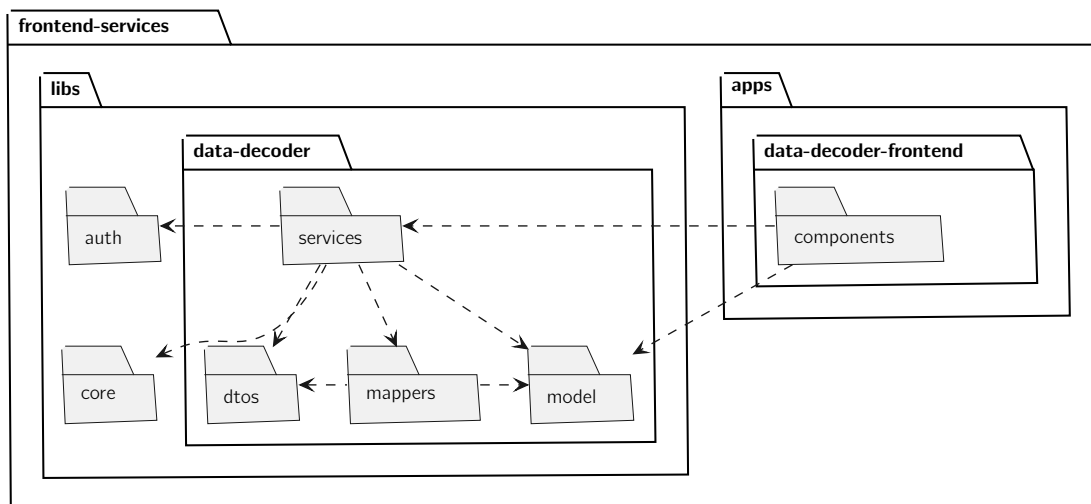 frontend-services
libs
apps
data-decoder
data-decoder-frontend
auth
services
components
core
dtos
mappers
model